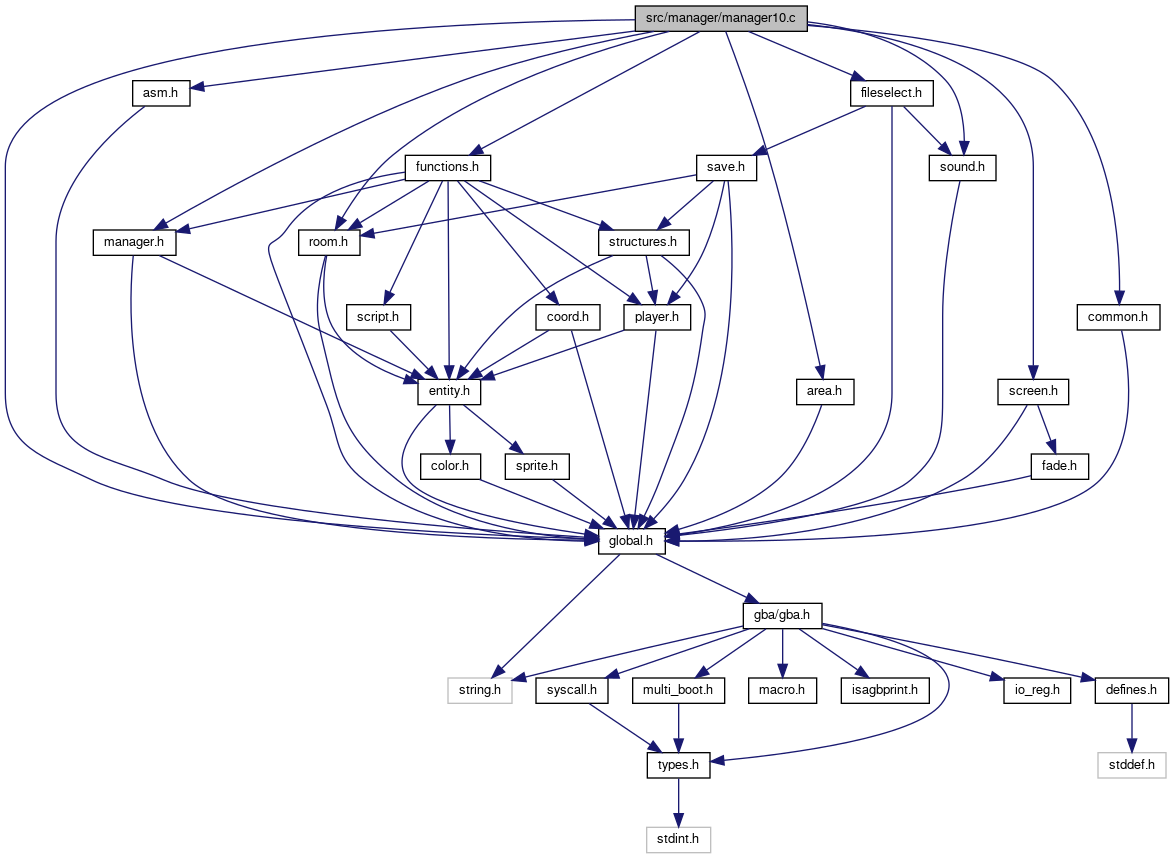 src/manager/manager10.c
asm.h
fileselect.h
functions.h
save.h
sound.h
manager.h
room.h
structures.h
script.h
coord.h
player.h
common.h
entity.h
area.h
screen.h
color.h
sprite.h
fade.h
global.h
gba/gba.h
string.h
syscall.h
multi_boot.h
macro.h
isagbprint.h
io_reg.h
defines.h
types.h
stddef.h
stdint.h